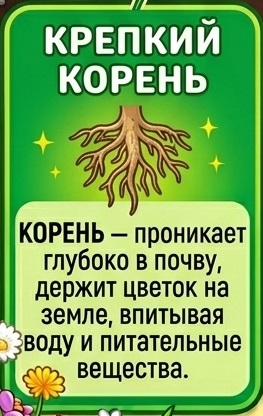 КРЕПКИЙ
КОРЕНЬ
КОРЕНЬ — проникает
глубоко в почву,
держит цветок на
земле, впитывая
воду и питательные
вещества.